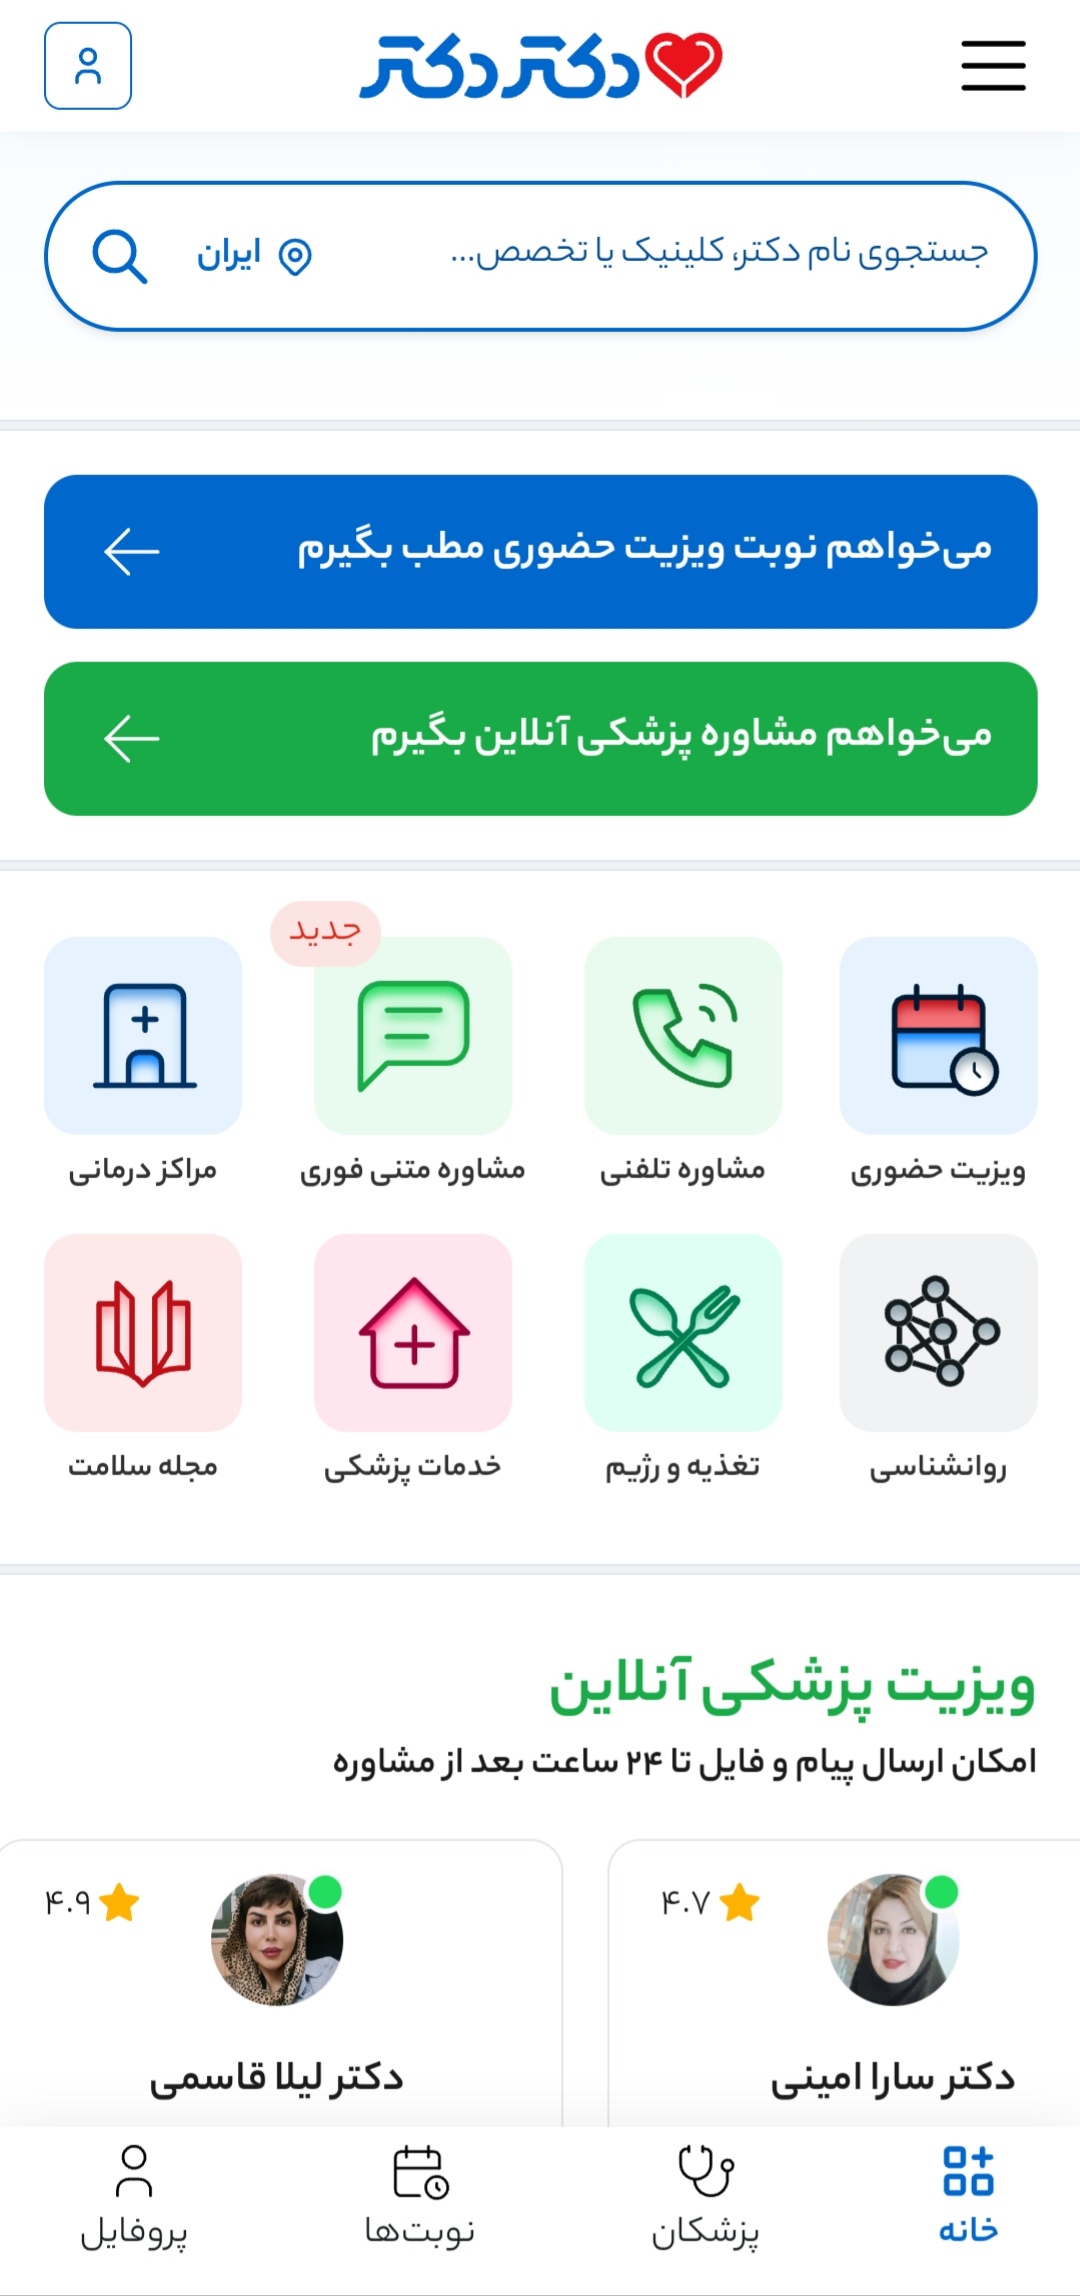 دکتر دکتر
جستجوی نام دکتر، کلینیک یا تخصص...
ایران
می‌خواهم نوبت ویزیت حضوری مطب بگیرم
می‌خواهم مشاوره پزشکی آنلاین بگیرم
جدید
ویزیت حضوری
مشاوره تلفنی
مشاوره متنی فوری
مراکز درمانی
روانشناسی
تغذیه و رژیم
خدمات پزشکی
مجله سلامت
ویزیت پزشکی آنلاین
امکان ارسال پیام و فایل تا ۲۴ ساعت بعد از مشاوره
۴.۷
۴.۹
دکتر سارا امینی
دکتر لیلا قاسمی
خانه
پزشکان
نوبت‌ها
پروفایل